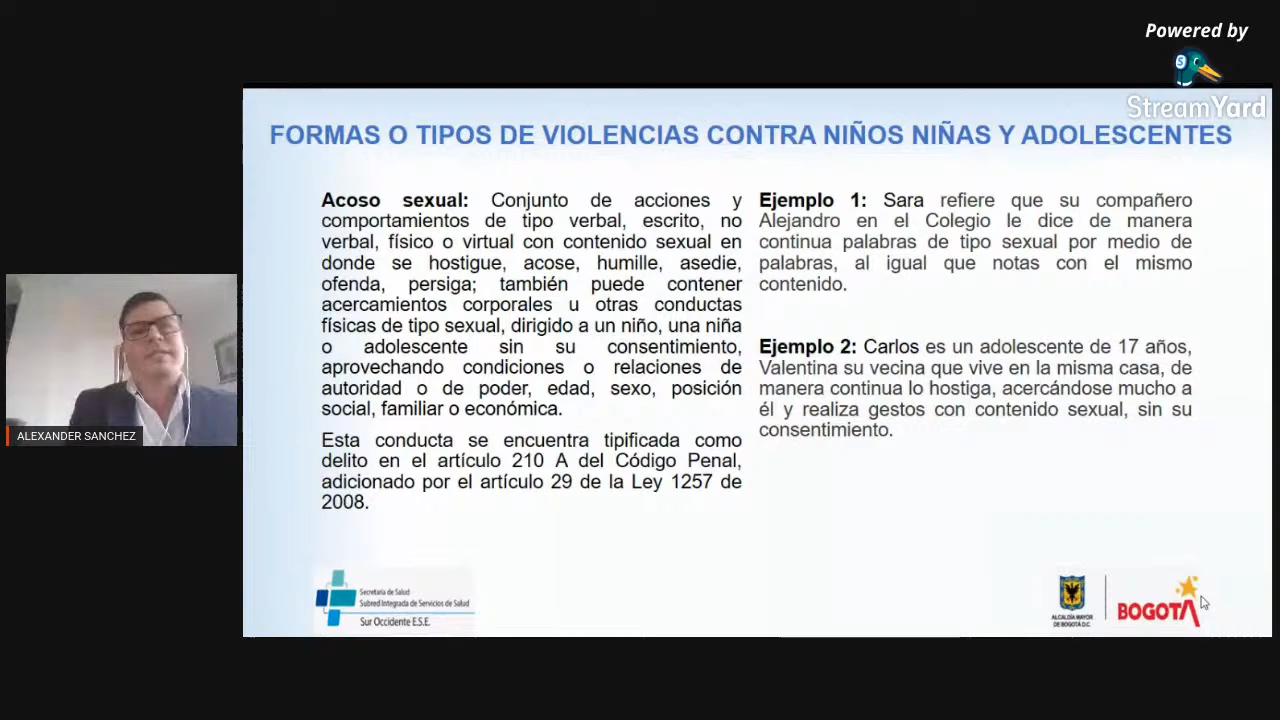 Powered by
StreamYard
FORMAS O TIPOS DE VIOLENCIAS CONTRA NIÑOS NIÑAS Y ADOLESCENTES
Acoso sexual: Conjunto de acciones y
comportamientos de tipo verbal, escrito, no
verbal, físico o virtual con contenido sexual en
donde se hostigue, acose, humille, asedie,
ofenda, persiga; también puede contener
acercamientos corporales u otras conductas
físicas de tipo sexual, dirigido a un niño, una niña
o adolescente sin su consentimiento,
aprovechando condiciones o relaciones de
autoridad o de poder, edad, sexo, posición
social, familiar o económica.
Esta conducta se encuentra tipificada como
delito en el artículo 210 A del Código Penal,
adicionado por el artículo 29 de la Ley 1257 de
2008.
Ejemplo 1: Sara refiere que su compañero
Alejandro en el Colegio le dice de manera
continua palabras de tipo sexual por medio de
palabras, al igual que notas con el mismo
contenido.
Ejemplo 2: Carlos es un adolescente de 17 años,
Valentina su vecina que vive en la misma casa, de
manera continua lo hostiga, acercándose mucho a
él y realiza gestos con contenido sexual, sin su
consentimiento.
ALEXANDER SANCHEZ
Secretaría de Salud
Subred Integrada de Servicios de Salud
Sur Occidente E.S.E.
ALCALDÍA MAYOR
DE BOGOTÁ D.C.
BOGOTÁ